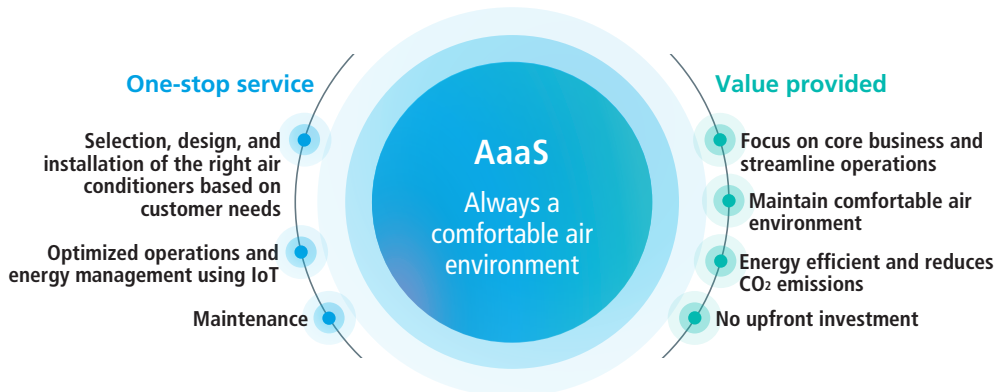 One-stop service
Selection, design, and
installation of the right air
conditioners based on
customer needs
Optimized operations and
energy management using IoT
Maintenance
AaaS
Always a
comfortable air
environment
Value provided
Focus on core business and
streamline operations
Maintain comfortable air
environment
Energy efficient and reduces
CO₂ emissions
No upfront investment